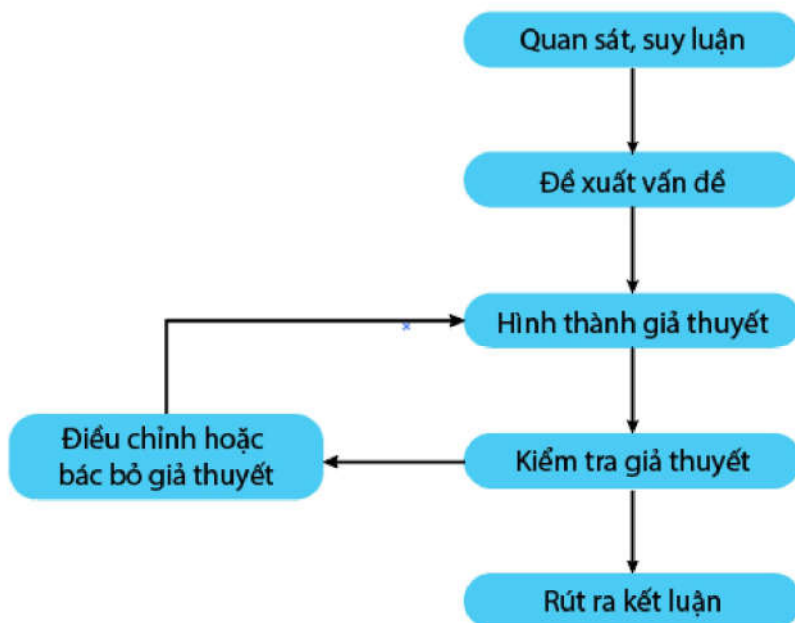 Quan sát, suy luận
Đề xuất vấn đề
Hình thành giả thuyết
Điều chỉnh hoặc
bác bỏ giả thuyết
Kiểm tra giả thuyết
Rút ra kết luận